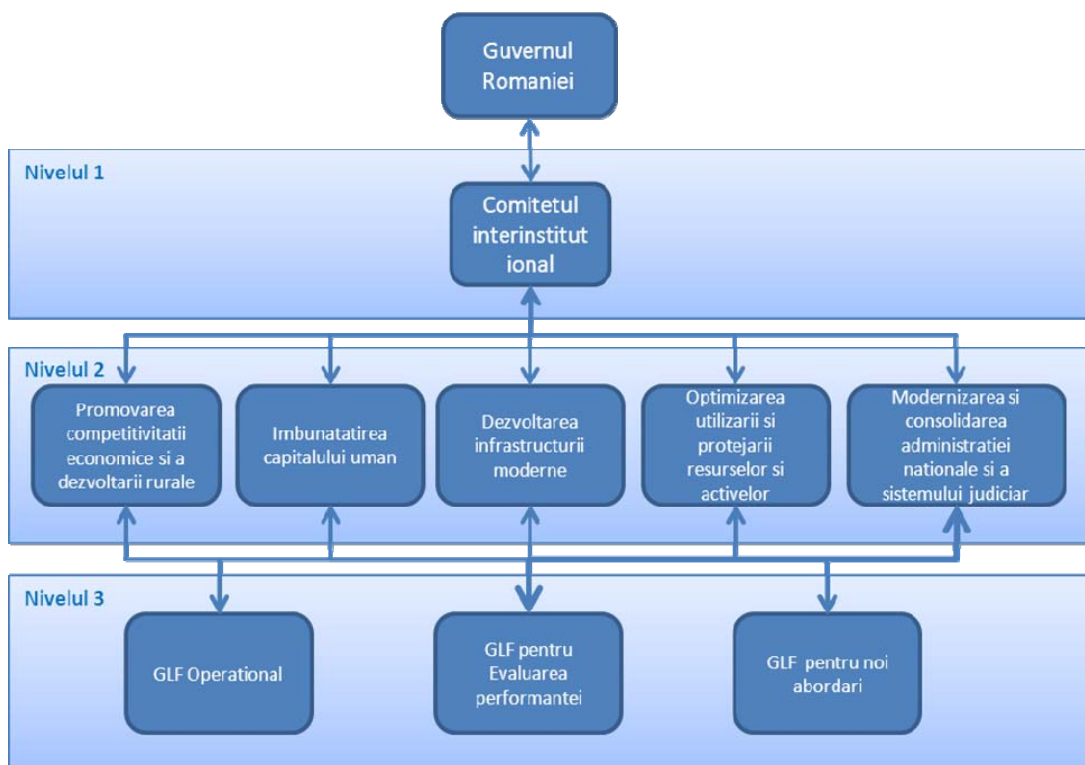 Guvernul
Romaniei
Nivelul 1
Comitetul
interinstitut
ional
Nivelul 2
Promovarea
competitivitatii
economice si a
dezvoltarii rurale
Imbunatatirea
capitalului uman
Dezvoltarea
infrastructurii
moderne
Optimizarea
utilizarii si
protejarii
resurselor si
activelor
Modernizarea si
consolidarea
administratiei
nationale si a
sistemului judiciar
Nivelul 3
GLF Operational
GLF pentru
Evaluarea
performantei
GLF pentru noi
abordari